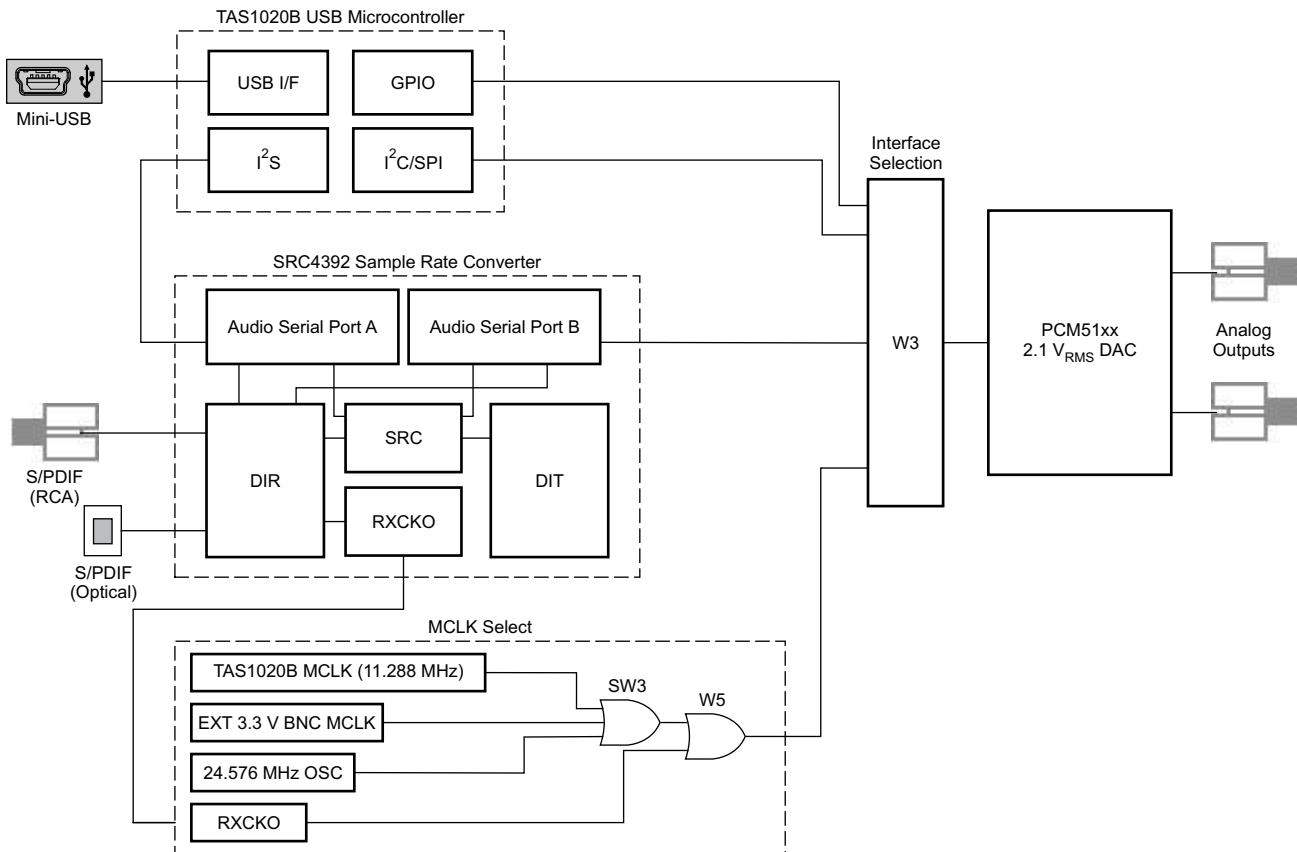 TAS1020B USB Microcontroller
USB I/F
GPIO
Mini-USB
I2S
I2C/SPI
Interface
Selection
SRC4392 Sample Rate Converter
Audio Serial Port A
Audio Serial Port B
W3
PCM51xx
2.1 VRMS DAC
Analog
Outputs
SRC
DIR
DIT
S/PDIF
(RCA)
RXCKO
S/PDIF
(Optical)
MCLK Select
TAS1020B MCLK (11.288 MHz)
SW3
W5
EXT 3.3 V BNC MCLK
24.576 MHz OSC
RXCKO